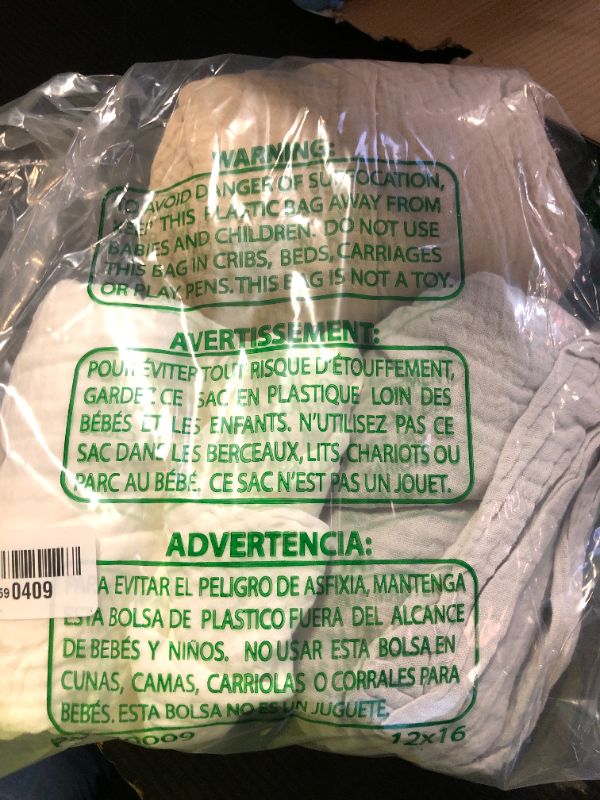 WARNING:
TO AVOID DANGER OF SUFFOCATION,
KEEP THIS PLASTIC BAG AWAY FROM
BABIES AND CHILDREN. DO NOT USE
THIS BAG IN CRIBS, BEDS, CARRIAGES
OR PLAY PENS. THIS BAG IS NOT A TOY.
AVERTISSEMENT:
POUR ÉVITER TOUT RISQUE D'ÉTOUFFEMENT,
GARDEZ CE SAC EN PLASTIQUE LOIN DES
BÉBÉS ET LES ENFANTS. N'UTILISEZ PAS CE
SAC DANS LES BERCEAUX, LITS, CHARIOTS OU
PARC AU BÉBÉ. CE SAC N'EST PAS UN JOUET.
ADVERTENCIA:
PARA EVITAR EL PELIGRO DE ASFIXIA, MANTENGA
ESTA BOLSA DE PLASTICO FUERA DEL ALCANCE
DE BEBÉS Y NIÑOS. NO USAR ESTA BOLSA EN
CUNAS, CAMAS, CARRIOLAS O CORRALES PARA
BEBÉS. ESTA BOLSA NO ES UN JUGUETE.
590409
12x16